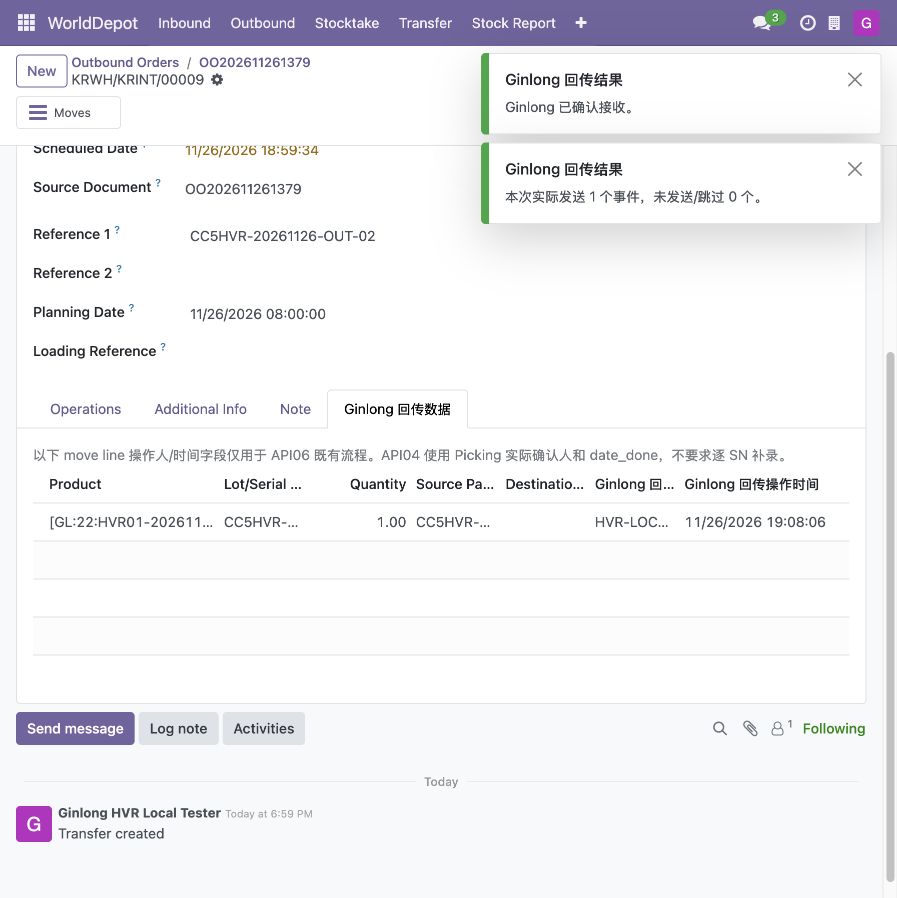 WorldDepot Inbound Outbound Stocktake Transfer Stock Report + 3 G
New
Outbound Orders / OO202611261379
KRWH/KRINT/00009
Moves
Ginlong 回传结果
Ginlong 已确认接收。
Ginlong 回传结果
本次实际发送 1 个事件，未发送/跳过 0 个。
Scheduled Date ? 11/26/2026 18:59:34
Source Document ? OO202611261379
Reference 1 ? CC5HVR-20261126-OUT-02
Reference 2 ?
Planning Date ? 11/26/2026 08:00:00
Loading Reference ?
Operations Additional Info Note Ginlong 回传数据
以下 move line 操作人/时间字段仅用于 API06 既有流程。API04 使用 Picking 实际确认人和 date_done，不要求逐 SN 补录。
Product Lot/Serial ... Quantity Source Pa... Destinatio... Ginlong 回... Ginlong 回传操作时间
[GL:22:HVR01-202611... CC5HVR-... 1.00 CC5HVR-... HVR-LOC... 11/26/2026 19:08:06
Send message Log note Activities 1 Following
Today
G
Ginlong HVR Local Tester Today at 6:59 PM
Transfer created